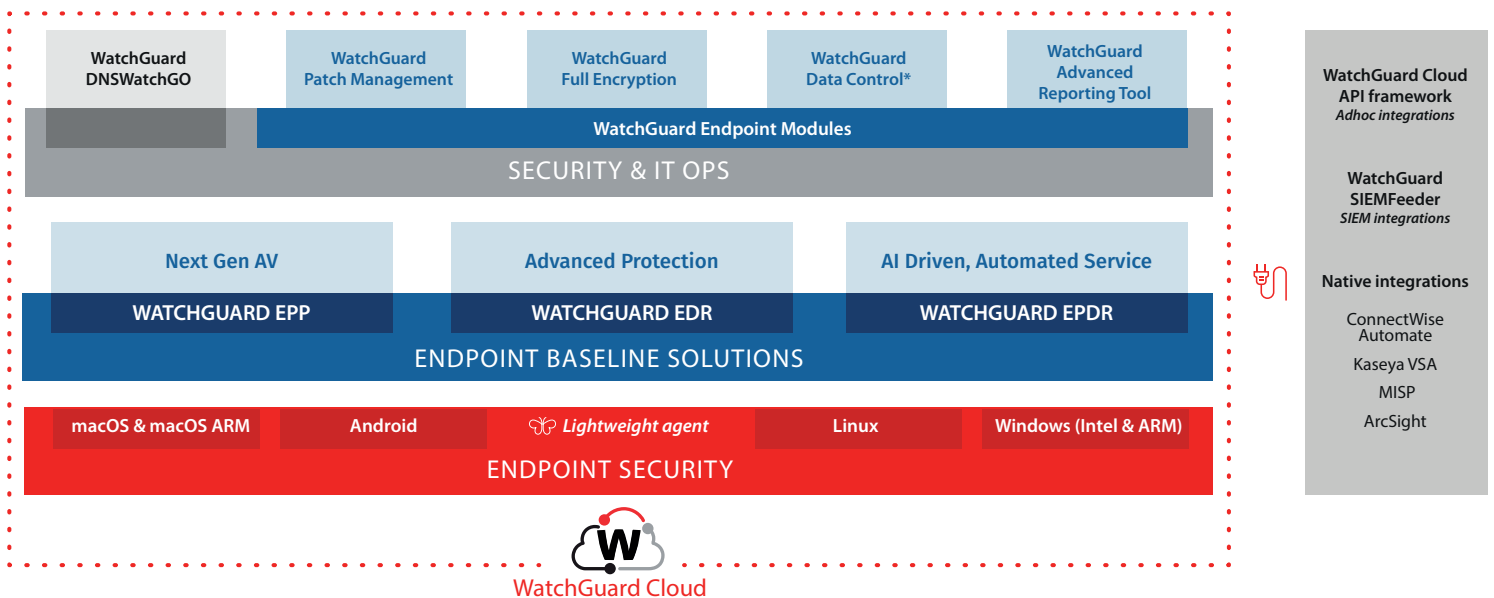 WatchGuard
DNSWatchGO
WatchGuard
Patch Management
WatchGuard
Full Encryption
WatchGuard
Data Control*
WatchGuard
Advanced
Reporting Tool
WatchGuard Endpoint Modules
SECURITY & IT OPS
Next Gen AV
Advanced Protection
AI Driven, Automated Service
WATCHGUARD EPP
WATCHGUARD EDR
WATCHGUARD EPDR
ENDPOINT BASELINE SOLUTIONS
macOS & macOS ARM
Android
Lightweight agent
Linux
Windows (Intel & ARM)
ENDPOINT SECURITY
W
WatchGuard Cloud
WatchGuard Cloud
API framework
Adhoc integrations
WatchGuard
SIEMFeeder
SIEM integrations
Native integrations
ConnectWise
Automate
Kaseya VSA
MISP
ArcSight